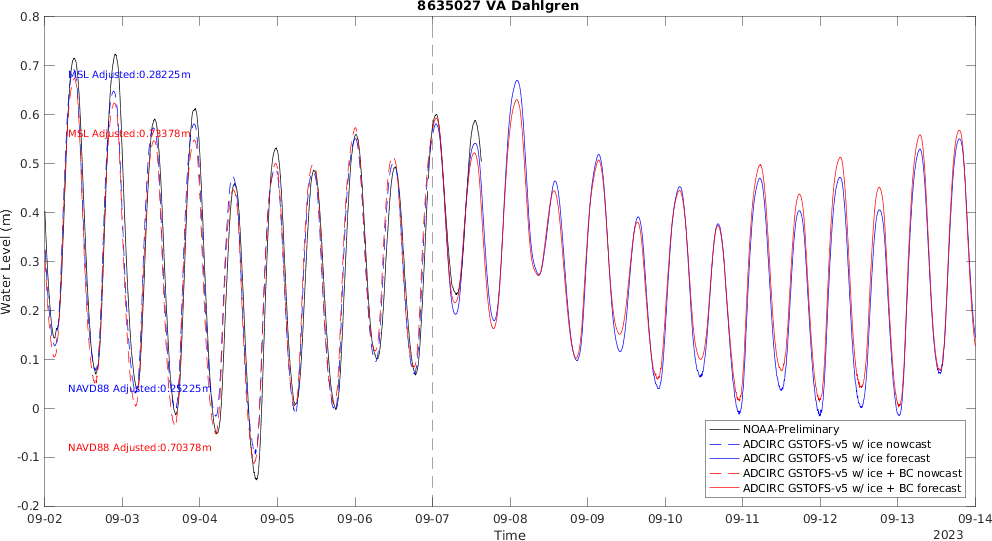 8635027 VA Dahlgren
0.8
0.7
0.6
0.5
0.4
0.3
0.2
0.1
0
-0.1
-0.2
Water Level (m)
MSL Adjusted:0.28225m
MSL Adjusted:0.73378m
NAVD88 Adjusted:0.25225m
NAVD88 Adjusted:0.70378m
NOAA-Preliminary
ADCIRC GSTOFS-v5 w/ ice nowcast
ADCIRC GSTOFS-v5 w/ ice forecast
ADCIRC GSTOFS-v5 w/ ice + BC nowcast
ADCIRC GSTOFS-v5 w/ ice + BC forecast
09-02 09-03 09-04 09-05 09-06 09-07 09-08 09-09 09-10 09-11 09-12 09-13 09-14
Time
2023